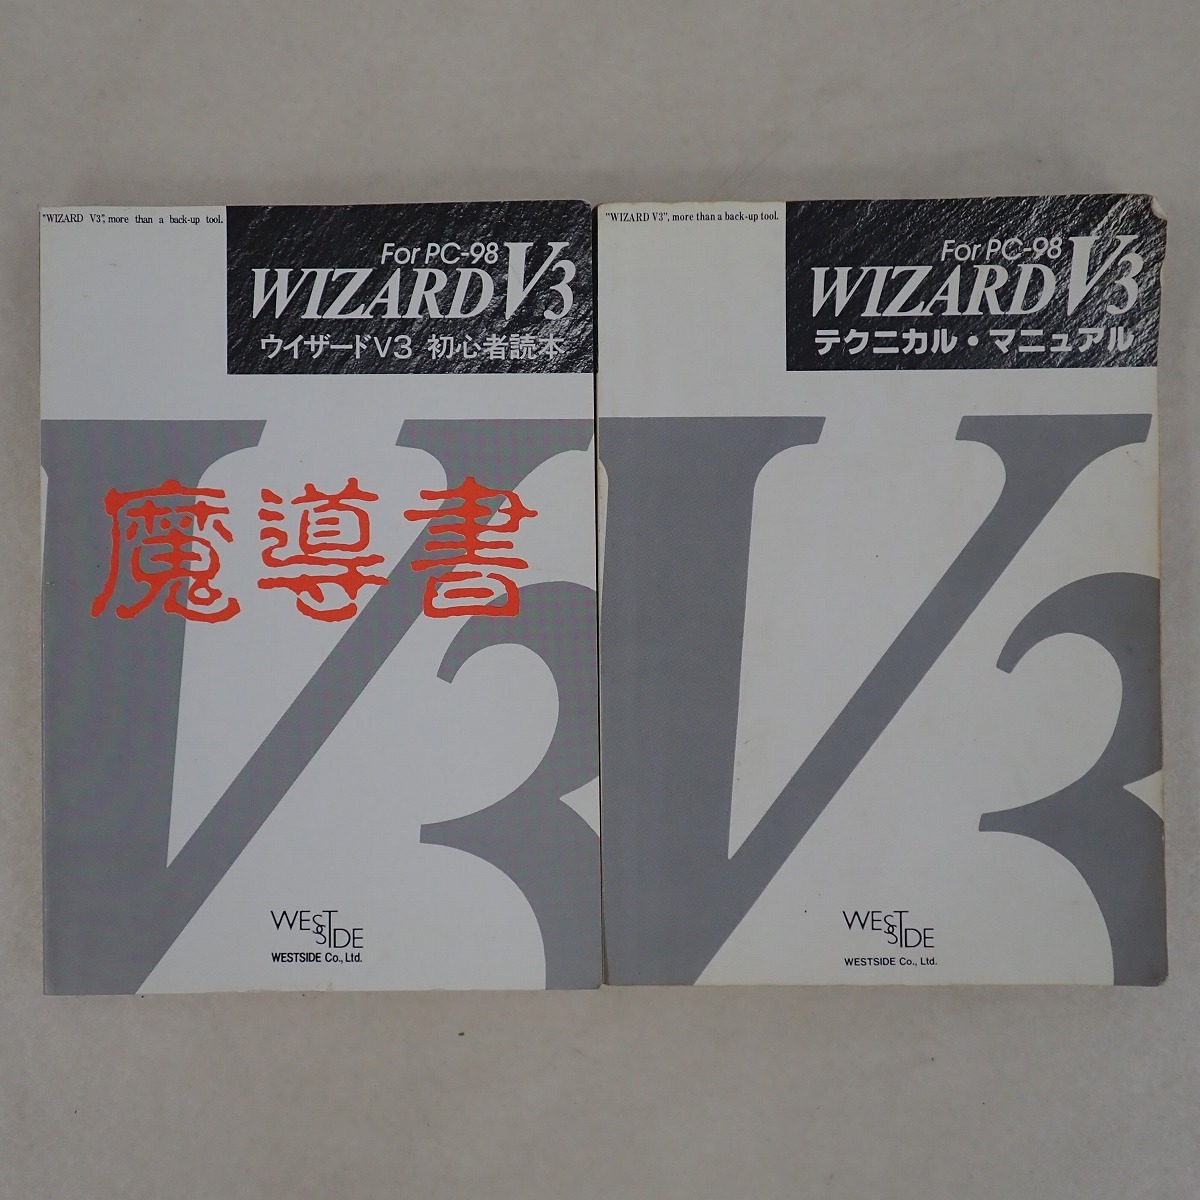 "WIZARD V3", more than a back-up tool.
For PC-98
WIZARD V3
ウイザードV3 初心者読本
魔導書
WESTSIDE
WESTSIDE Co., Ltd.
"WIZARD V3", more than a back-up tool.
For PC-98
WIZARD V3
テクニカル・マニュアル
WESTSIDE
WESTSIDE Co., Ltd.
V3
V3